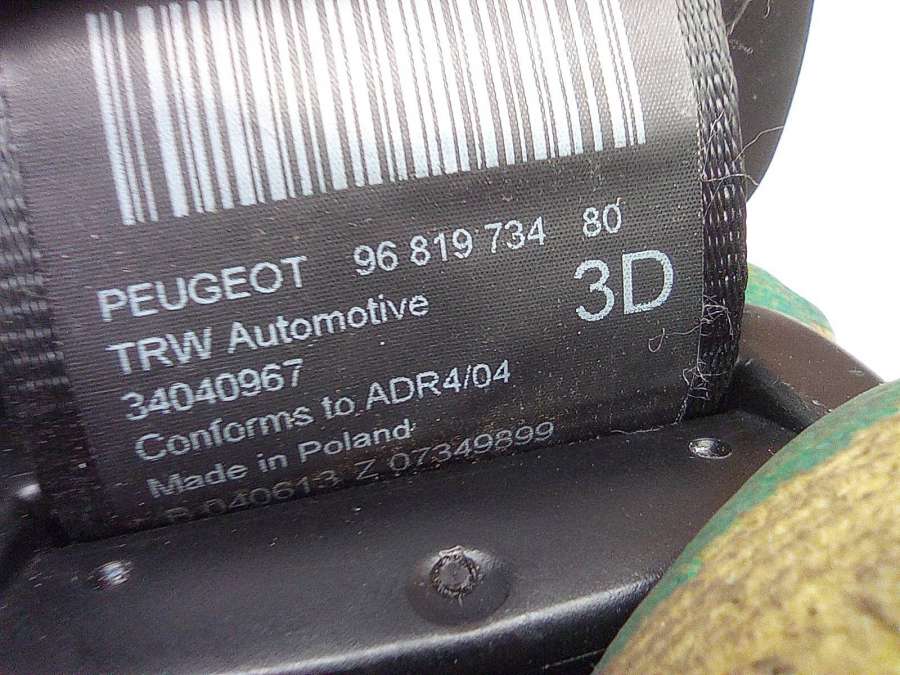 PEUGEOT 96 819 734 80
TRW Automotive 3D
34040967
Conforms to ADR4/04
Made in Poland
R 040613 Z 07349899